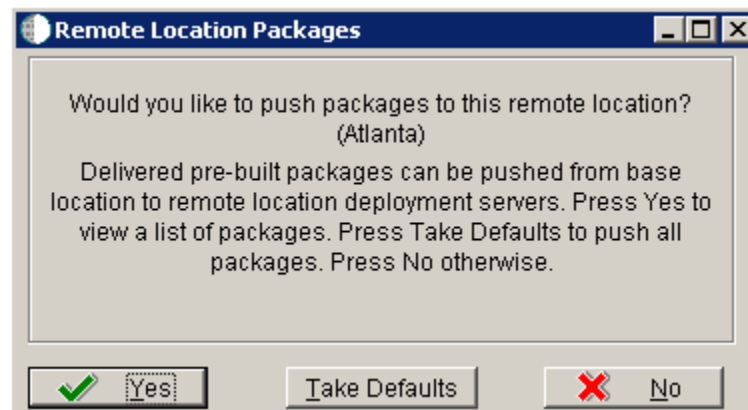 Remote Location Packages
Would you like to push packages to this remote location?
(Atlanta)
Delivered pre-built packages can be pushed from base
location to remote location deployment servers. Press Yes to
view a list of packages. Press Take Defaults to push all
packages. Press No otherwise.
Yes
Take Defaults
No